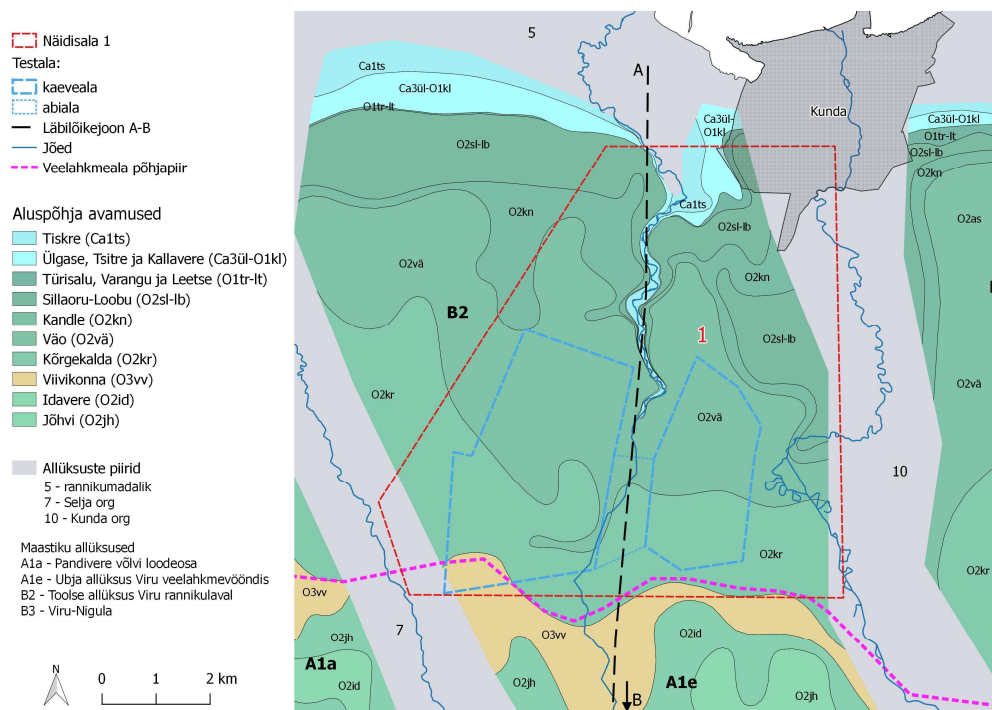 Näidisala 1
Testala:
kaeveala
abiala
Läbilõikejoon A-B
Jõed
Veelahkmeala põhjapiir
Aluspõhja avamused
Tiskre (Ca1ts)
Ülgase, Tsitre ja Kallavere (Ca3ül-O1kl)
Türisalu, Varangu ja Leetse (O1tr-lt)
Sillaoru-Loobu (O2sl-lb)
Kandle (O2kn)
Väo (O2vä)
Kõrgekalda (O2kr)
Viivikonna (O3vv)
Idavere (O2id)
Jõhvi (O2jh)
Allüksuste piirid
5 - rannikumadalik
7 - Selja org
10 - Kunda org
Maastiku allüksused
A1a - Pandivere võlvi loodeosa
A1e - Ubja allüksus Viru veelahkmevööndis
B2 - Toolse allüksus Viru rannikulaval
B3 - Viru-Nigula
N
0 1 2 km
5
A
Ca1ts
Ca3ül-O1kl
O1tr-lt
O2sl-lb
Ca3ül-
O1kl
Kunda
Ca3ül-O1kl
O1tr-lt
O2sl-lb
O2kn
Ca1ts
O2sl-lb
O2kn
O2as
O2vä
O2kn
B2
1
O2sl-lb
O2vä
O2kr
O2vä
10
O2kr
O2kr
O3vv
7
O2jh
A1a
O2id
O3vv
O2jh
O2id
A1e
O2jh
B